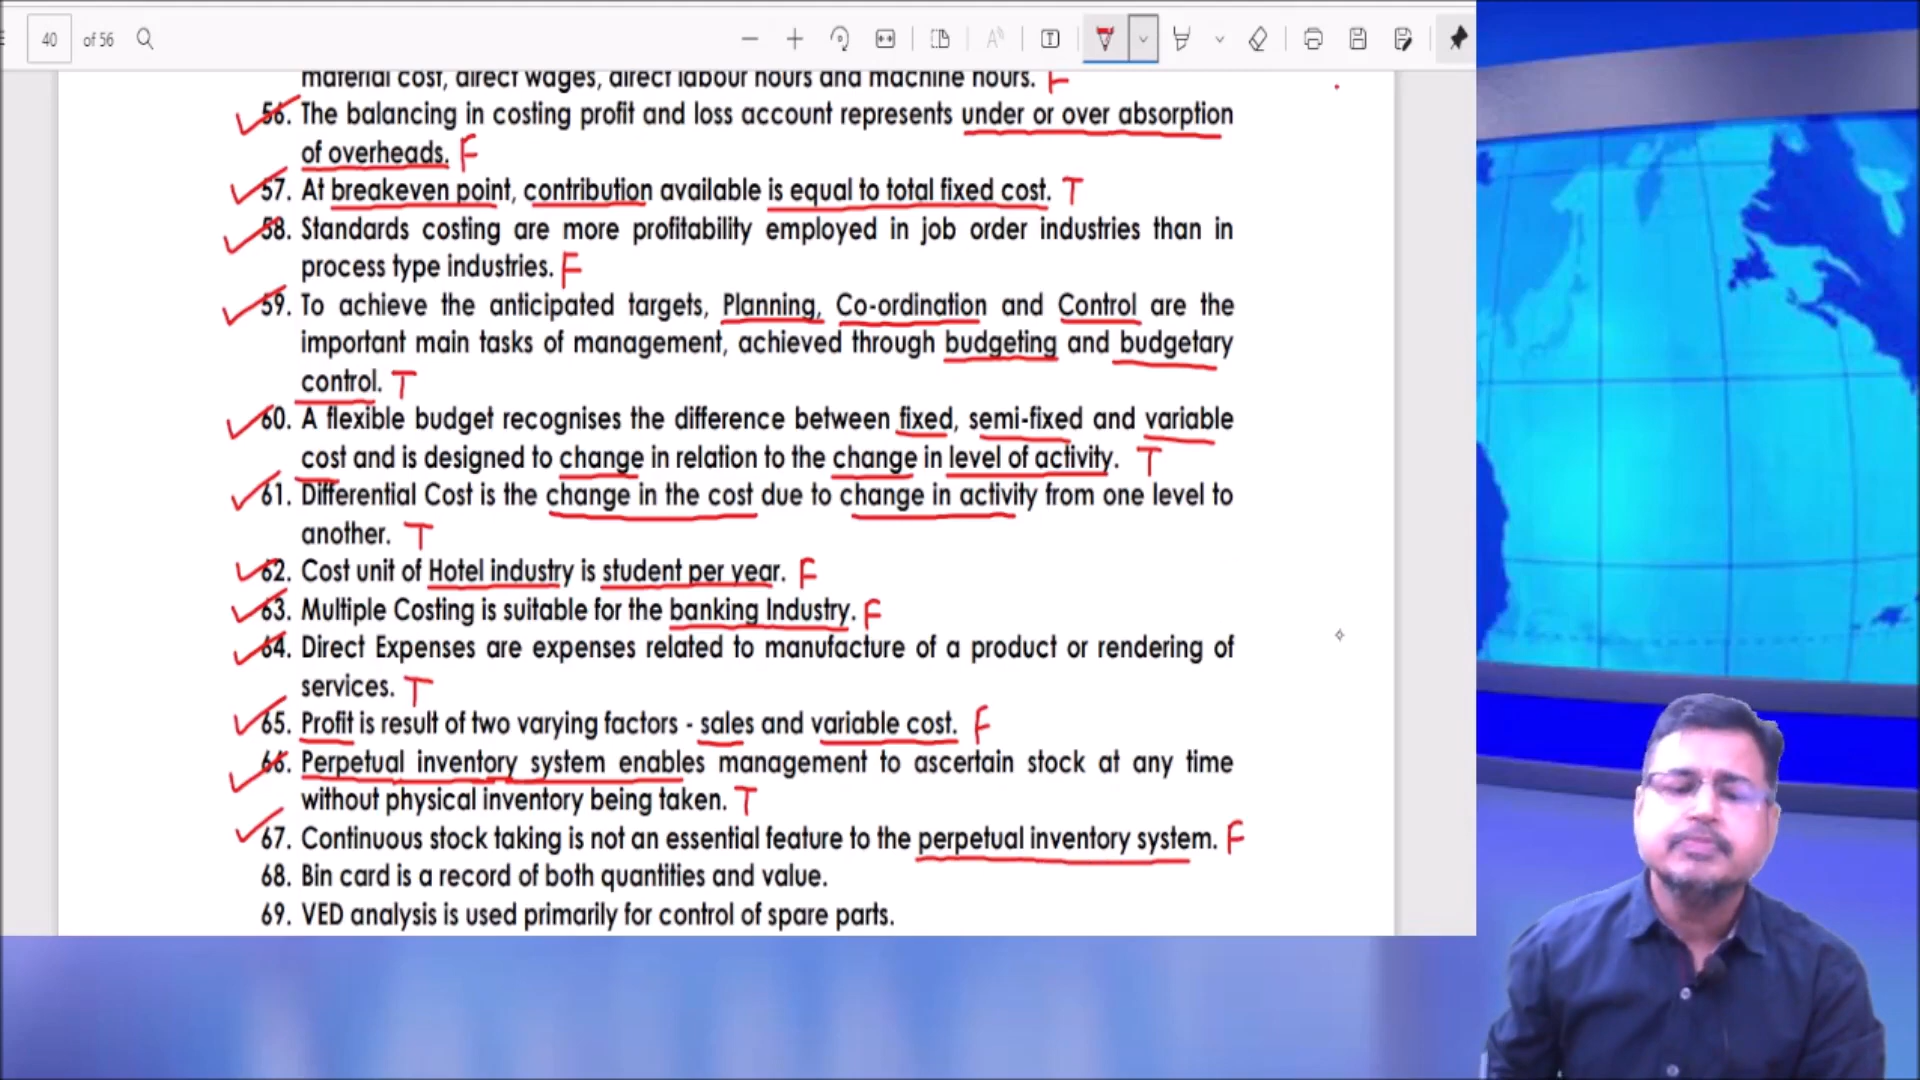 40 of 56
material cost, direct wages, direct labour hours and machine hours. F
56. The balancing in costing profit and loss account represents under or over absorption
of overheads. F
57. At breakeven point, contribution available is equal to total fixed cost. T
58. Standards costing are more profitability employed in job order industries than in
process type industries. F
59. To achieve the anticipated targets, Planning, Co-ordination and Control are the
important main tasks of management, achieved through budgeting and budgetary
control. T
60. A flexible budget recognises the difference between fixed, semi-fixed and variable
cost and is designed to change in relation to the change in level of activity. T
61. Differential Cost is the change in the cost due to change in activity from one level to
another. T
62. Cost unit of Hotel industry is student per year. F
63. Multiple Costing is suitable for the banking Industry. F
64. Direct Expenses are expenses related to manufacture of a product or rendering of
services. T
65. Profit is result of two varying factors - sales and variable cost. F
66. Perpetual inventory system enables management to ascertain stock at any time
without physical inventory being taken. T
67. Continuous stock taking is not an essential feature to the perpetual inventory system. F
68. Bin card is a record of both quantities and value.
69. VED analysis is used primarily for control of spare parts.